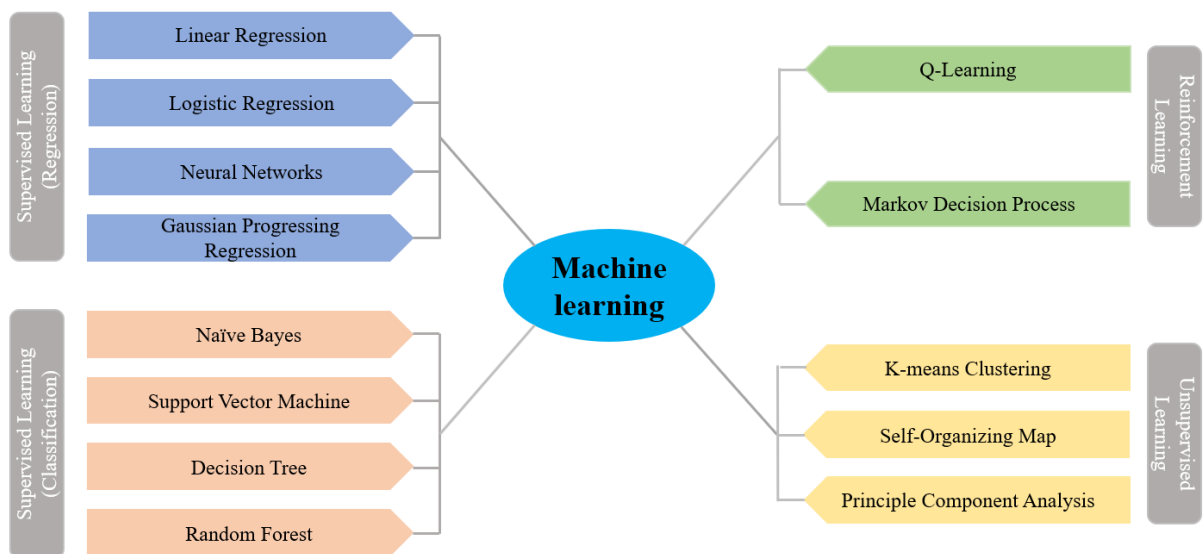 Supervised Learning
(Regression)
Linear Regression
Logistic Regression
Neural Networks
Gaussian Progressing
Regression
Supervised Learning
(Classification)
Naïve Bayes
Support Vector Machine
Decision Tree
Random Forest
Machine
learning
Q-Learning
Markov Decision Process
Reinforcement
Learning
K-means Clustering
Self-Organizing Map
Principle Component Analysis
Unsupervised
Learning